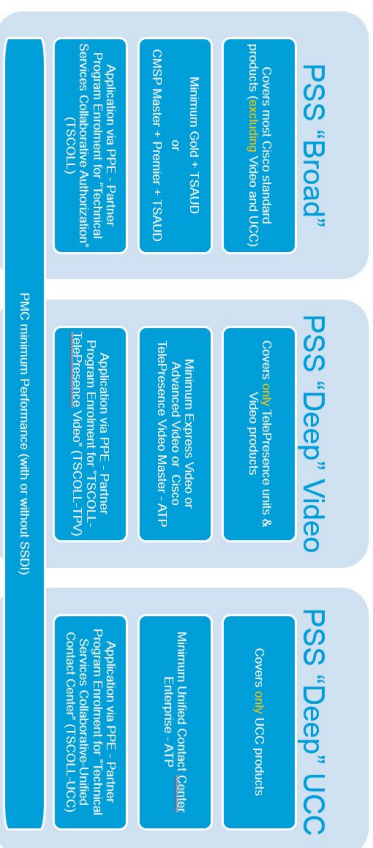 PSS “Broad”
Covers most Cisco standard
products (excluding Video and UCC)
Minimum Gold + TSAUD
or
CMSP Master + Premier + TSAUD
Application via PPE - Partner
Program Enrolment for “Technical
Services Collaborative Authorization”
(TSCOLL)
PSS “Deep” Video
Covers only TelePresence units &
Video products
Minimum Express Video or
Advanced Video or Cisco
TelePresence Video Master - ATP
Application via PPE - Partner
Program Enrolment for “TSCOLL-
TelePresence Video” (TSCOLL-TPV)
PSS “Deep” UCC
Covers only UCC products
Minimum Unified Contact Center
Enterprise - ATP
Application via PPE - Partner
Program Enrolment for “Technical
Services Collaborative-Unified
Contact Center” (TSCOLL-UCC)
PMC minimum Performance (with or without SSDI)